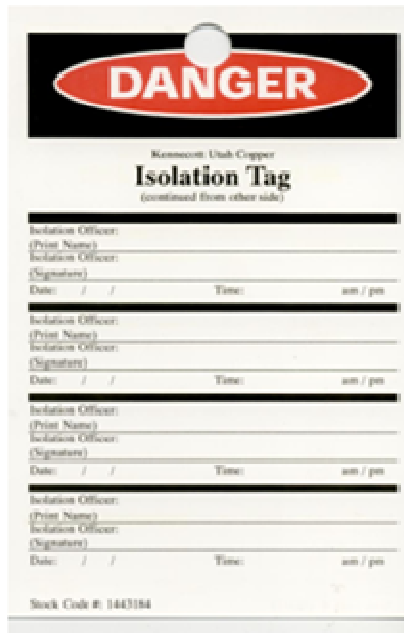 DANGER
Kennecott Utah Copper
Isolation Tag
(continued from other side)
Isolation Officer:
(Print Name)
Isolation Officer:
(Signature)
Date: / / Time: am / pm
Isolation Officer:
(Print Name)
Isolation Officer:
(Signature)
Date: / / Time: am / pm
Isolation Officer:
(Print Name)
Isolation Officer:
(Signature)
Date: / / Time: am / pm
Isolation Officer:
(Print Name)
Isolation Officer:
(Signature)
Date: / / Time: am / pm
Stock Code #: 1443184